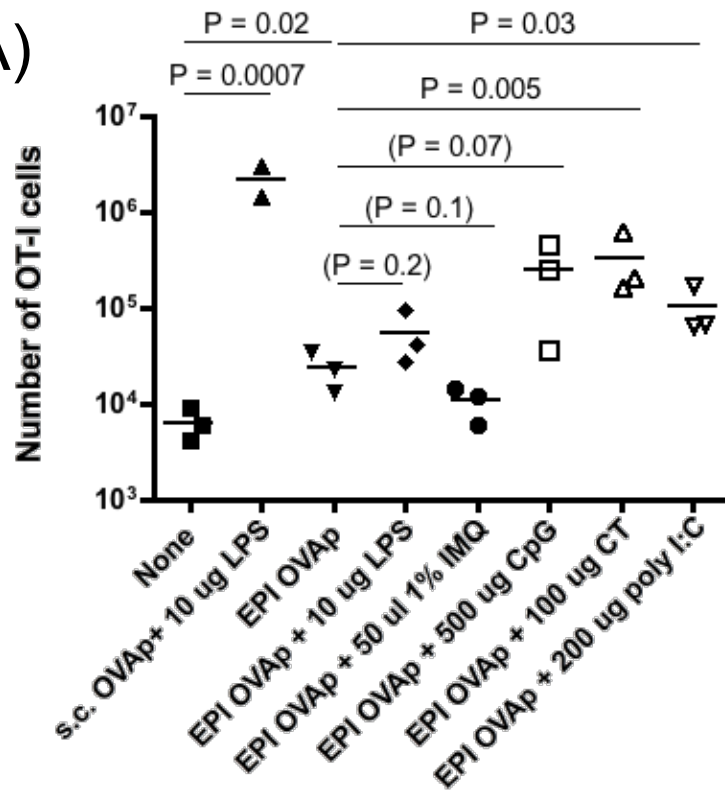 A)
P = 0.02
P = 0.03
P = 0.0007
P = 0.005
(P = 0.07)
(P = 0.1)
(P = 0.2)
Number of OT-I cells
10⁷
10⁶
10⁵
10⁴
10³
None
s.c. OVAp+ 10 ug LPS
EPI OVAp
EPI OVAp + 10 ug LPS
EPI OVAp + 50 ul 1% IMQ
EPI OVAp + 500 ug CpG
EPI OVAp + 100 ug CT
EPI OVAp + 200 ug poly I:C